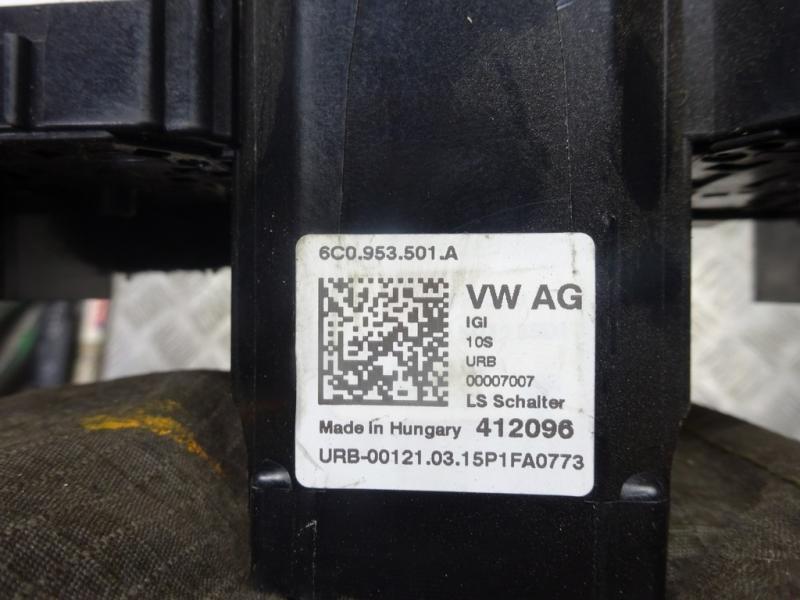 6C0.953.501.A
VW AG
IGI
10S
URB
00007007
LS Schalter
Made In Hungary 412096
URB-00121.03.15P1FA0773